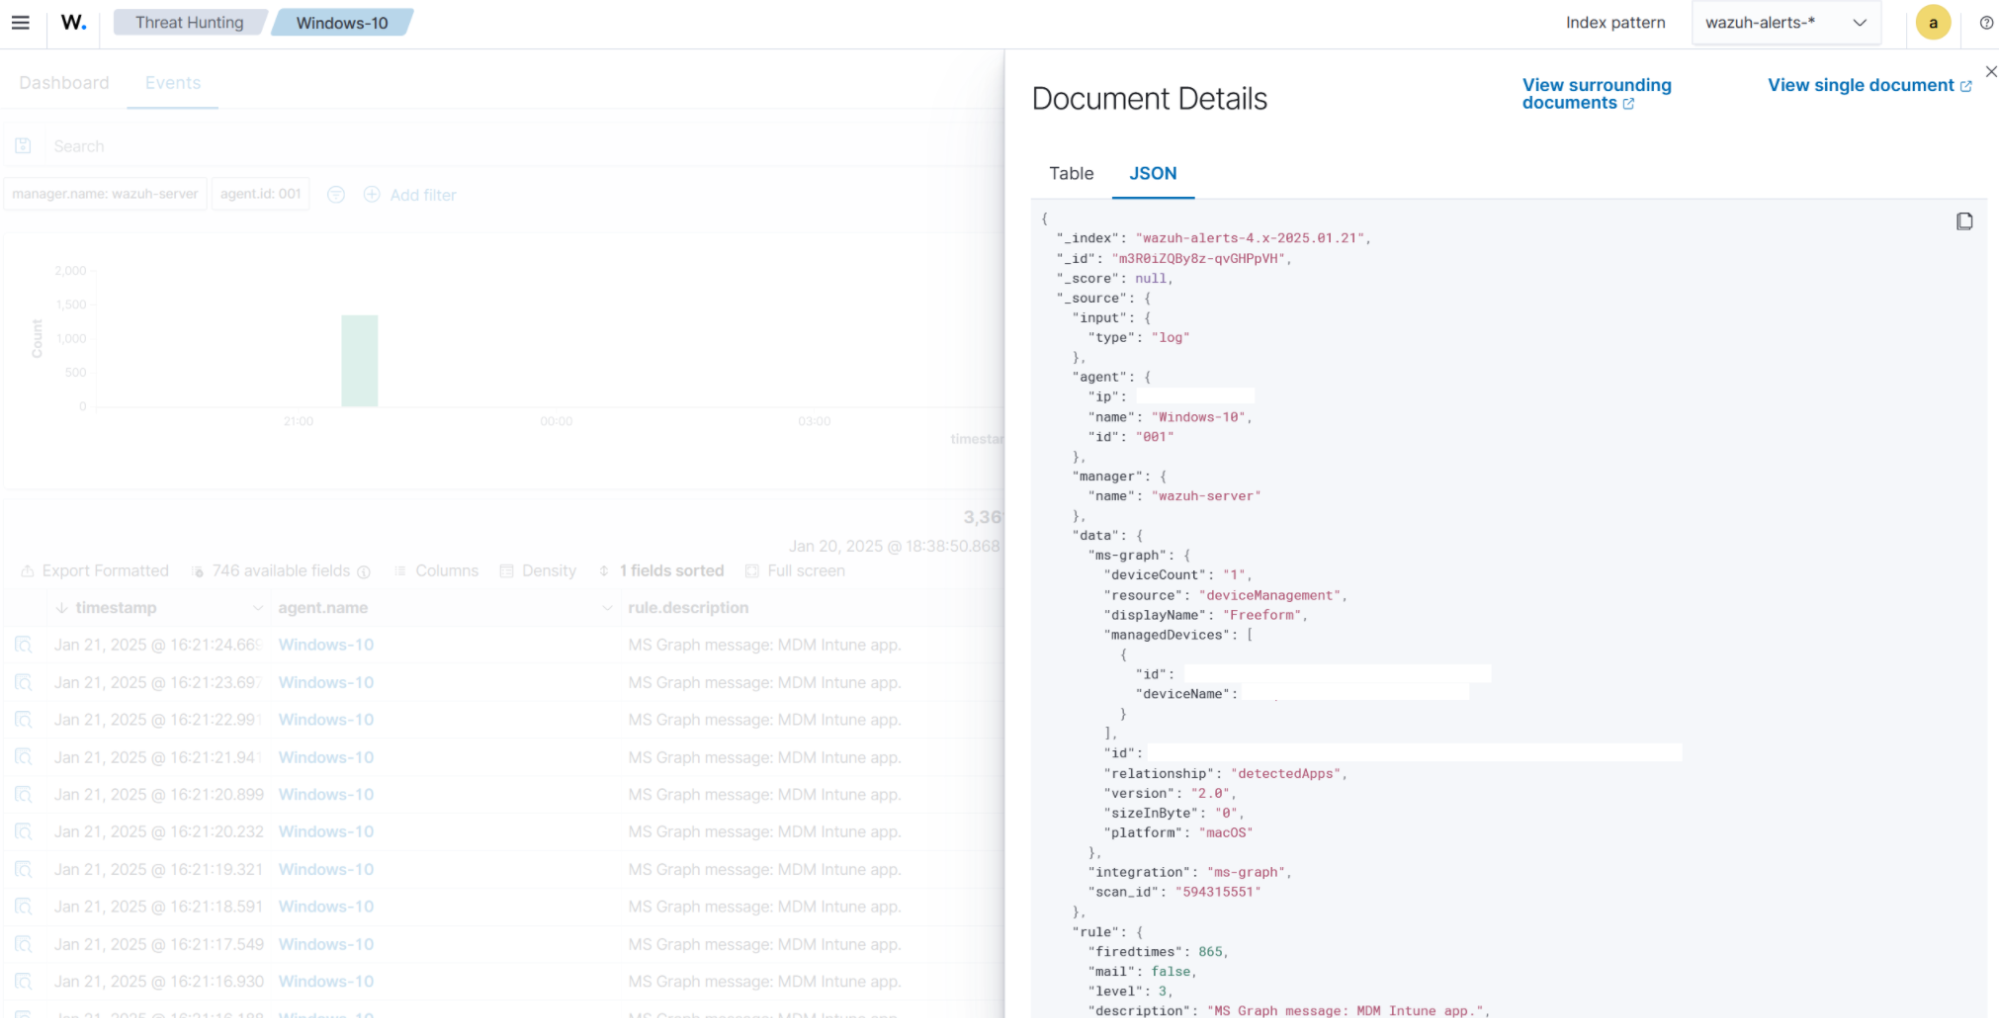 W.
Threat Hunting
Windows-10
Index pattern
wazuh-alerts-*
a
Dashboard
Events
Search
manager.name: wazuh-server
agent.id: 001
Add filter
2,000
1,500
1,000
500
0
Count
21:00
00:00
03:00
3,36
Jan 20, 2025 @ 18:38:50.868
Export Formatted
746 available fields
Columns
Density
1 fields sorted
Full screen
timestamp
agent.name
rule.description
Jan 21, 2025 @ 16:21:24.669 Windows-10 MS Graph message: MDM Intune app.
Jan 21, 2025 @ 16:21:23.697 Windows-10 MS Graph message: MDM Intune app.
Jan 21, 2025 @ 16:21:22.991 Windows-10 MS Graph message: MDM Intune app.
Jan 21, 2025 @ 16:21:21.941 Windows-10 MS Graph message: MDM Intune app.
Jan 21, 2025 @ 16:21:20.899 Windows-10 MS Graph message: MDM Intune app.
Jan 21, 2025 @ 16:21:20.232 Windows-10 MS Graph message: MDM Intune app.
Jan 21, 2025 @ 16:21:19.321 Windows-10 MS Graph message: MDM Intune app.
Jan 21, 2025 @ 16:21:18.591 Windows-10 MS Graph message: MDM Intune app.
Jan 21, 2025 @ 16:21:17.549 Windows-10 MS Graph message: MDM Intune app.
Jan 21, 2025 @ 16:21:16.930 Windows-10 MS Graph message: MDM Intune app.
Document Details
View surrounding
documents
View single document
Table
JSON
{
"_index": "wazuh-alerts-4.x-2025.01.21",
"_id": "m3R0iZQBy8z-qvGHPpVH",
"_score": null,
"_source": {
"input": {
"type": "log"
},
"agent": {
"ip":
"name": "Windows-10",
"id": "001"
},
"manager": {
"name": "wazuh-server"
},
"data": {
"ms-graph": {
"deviceCount": "1",
"resource": "deviceManagement",
"displayName": "Freeform",
"managedDevices": [
{
"id":
"deviceName":
}
],
"id":
"relationship": "detectedApps",
"version": "2.0",
"sizeInByte": "0",
"platform": "macOS"
},
"integration": "ms-graph",
"scan_id": "594315551"
},
"rule": {
"firedtimes": 865,
"mail": false,
"level": 3,
"description": "MS Graph message: MDM Intune app.",